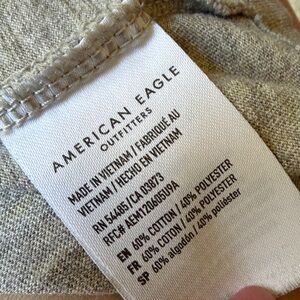 AMERICAN EAGLE
OUTFITTERS
MADE IN VIETNAM / FABRIQUÉ AU
VIETNAM / HECHO EN VIETNAM
RN 54485/CA 03873
RFC# AEM120405U9A
EN 60% COTTON / 40% POLYESTER
FR 60% COTON / 40% POLYESTER
SP 60% algodón / 40% poliéster